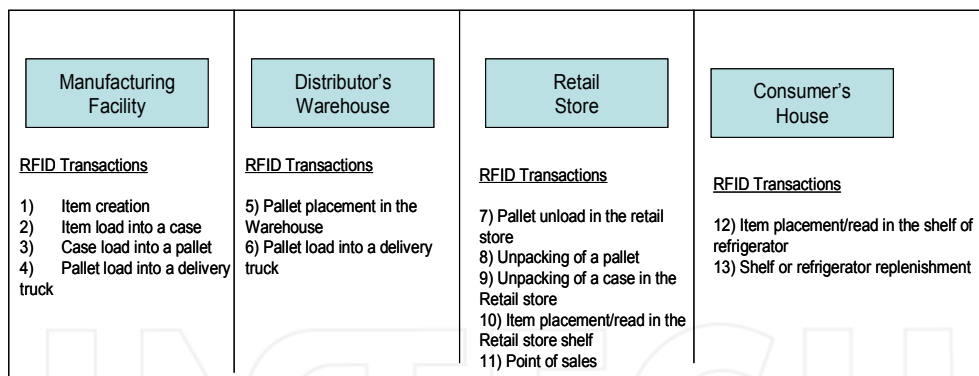 Manufacturing
Facility
RFID Transactions
1) Item creation
2) Item load into a case
3) Case load into a pallet
4) Pallet load into a delivery
truck
Distributor's
Warehouse
RFID Transactions
5) Pallet placement in the
Warehouse
6) Pallet load into a delivery
truck
Retail
Store
RFID Transactions
7) Pallet unload in the retail
store
8) Unpacking of a pallet
9) Unpacking of a case in the
Retail store
10) Item placement/read in the
Retail store shelf
11) Point of sales
Consumer's
House
RFID Transactions
12) Item placement/read in the shelf of
refrigerator
13) Shelf or refrigerator replenishment